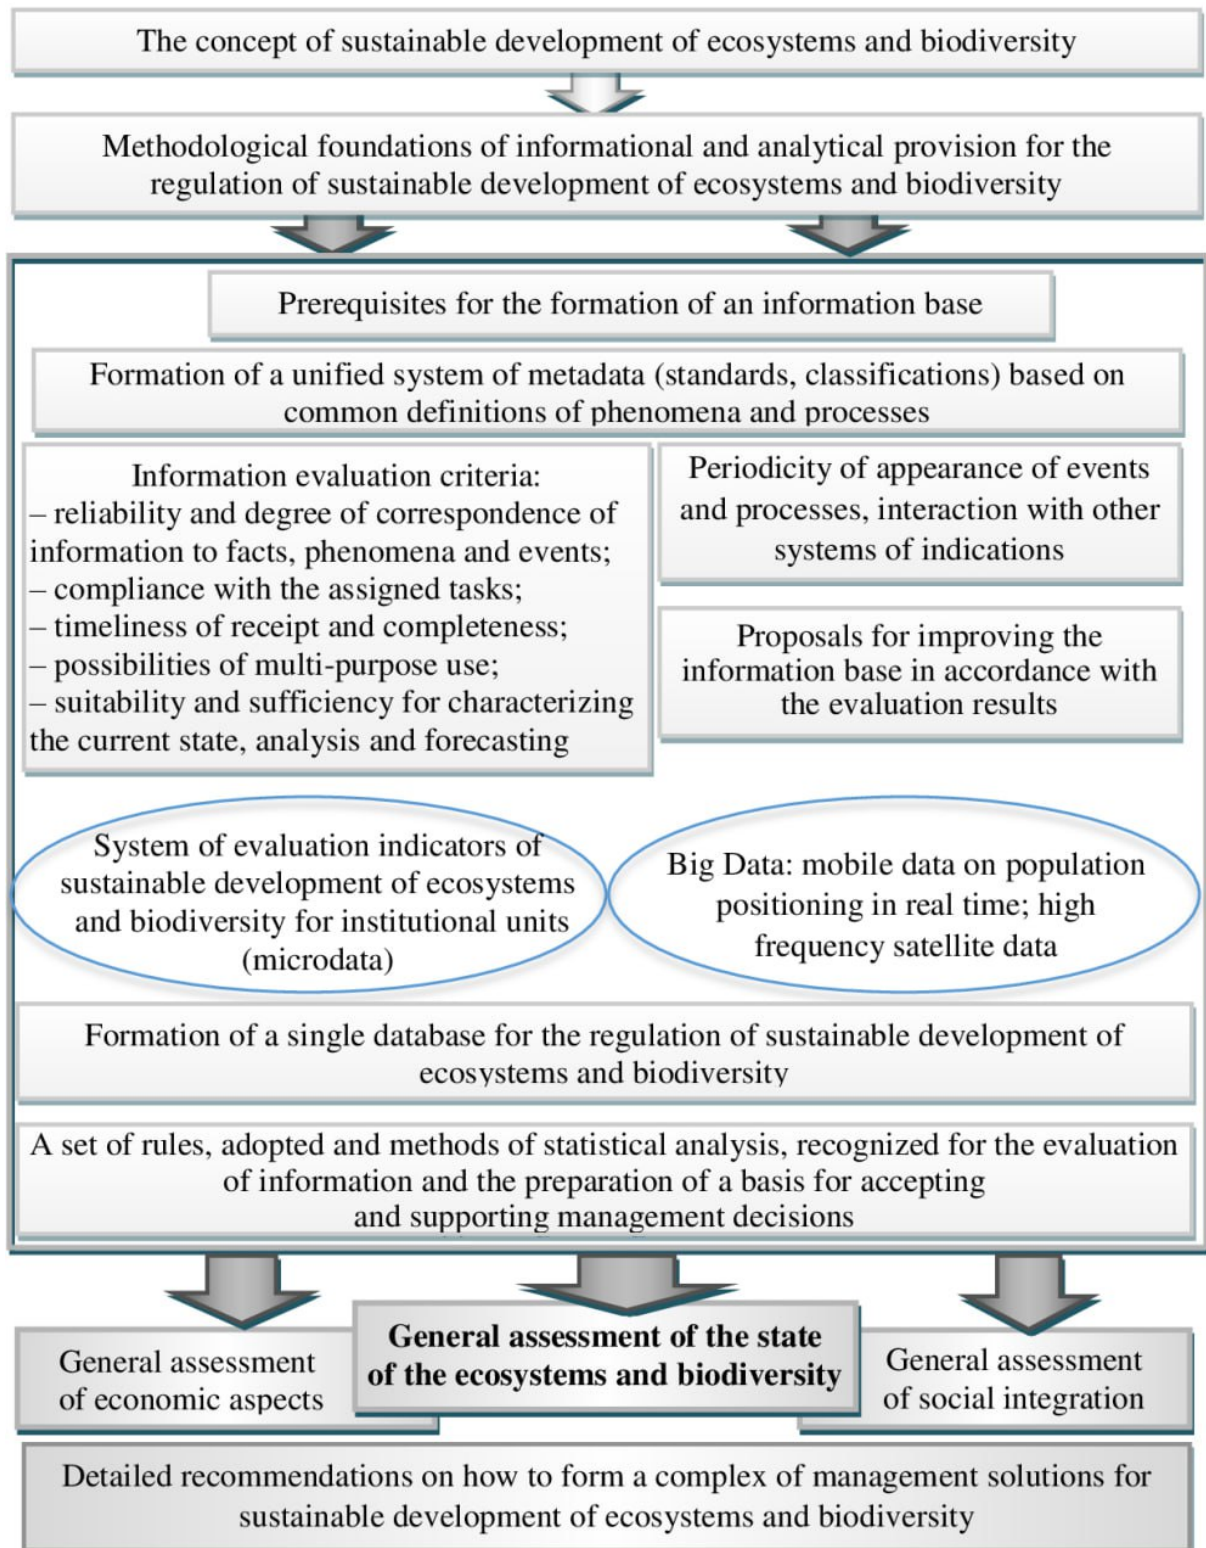 The concept of sustainable development of ecosystems and biodiversity
Methodological foundations of informational and analytical provision for the
regulation of sustainable development of ecosystems and biodiversity
Prerequisites for the formation of an information base
Formation of a unified system of metadata (standards, classifications) based on
common definitions of phenomena and processes
Information evaluation criteria:
– reliability and degree of correspondence of
information to facts, phenomena and events;
– compliance with the assigned tasks;
– timeliness of receipt and completeness;
– possibilities of multi-purpose use;
– suitability and sufficiency for characterizing
the current state, analysis and forecasting
Periodicity of appearance of events
and processes, interaction with other
systems of indications
Proposals for improving the
information base in accordance with
the evaluation results
System of evaluation indicators of
sustainable development of ecosystems
and biodiversity for institutional units
(microdata)
Big Data: mobile data on population
positioning in real time; high
frequency satellite data
Formation of a single database for the regulation of sustainable development of
ecosystems and biodiversity
A set of rules, adopted and methods of statistical analysis, recognized for the evaluation
of information and the preparation of a basis for accepting
and supporting management decisions
General assessment
of economic aspects
General assessment of the state
of the ecosystems and biodiversity
General assessment
of social integration
Detailed recommendations on how to form a complex of management solutions for
sustainable development of ecosystems and biodiversity